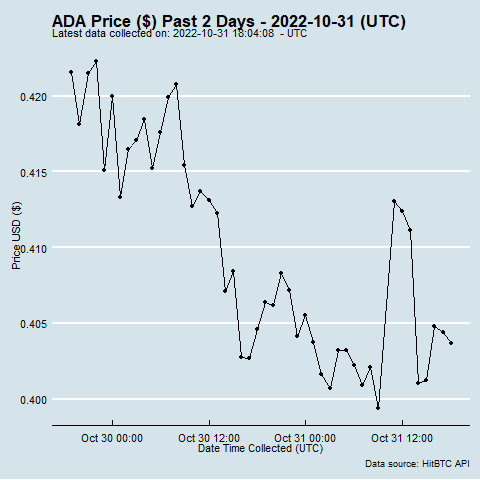 ADA Price ($) Past 2 Days - 2022-10-31 (UTC)
Latest data collected on: 2022-10-31 18:04:08  - UTC
0.420
0.415
0.410
0.405
0.400
Price USD ($)
Oct 30 00:00 Oct 30 12:00 Oct 31 00:00 Oct 31 12:00
Date Time Collected (UTC)
Data source: HitBTC API